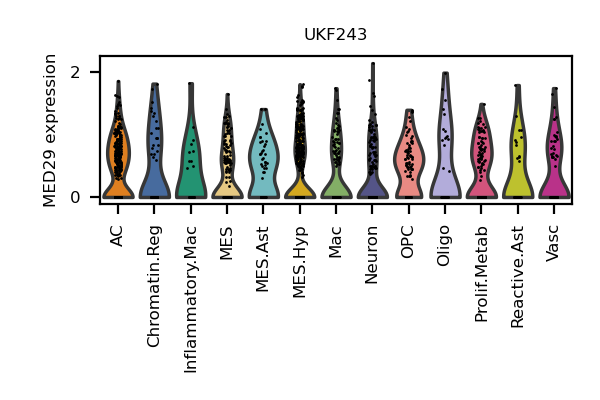 UKF243
MED29 expression
2
0
AC
Chromatin.Reg
Inflammatory.Mac
MES
MES.Ast
MES.Hyp
Mac
Neuron
OPC
Oligo
Prolif.Metab
Reactive.Ast
Vasc